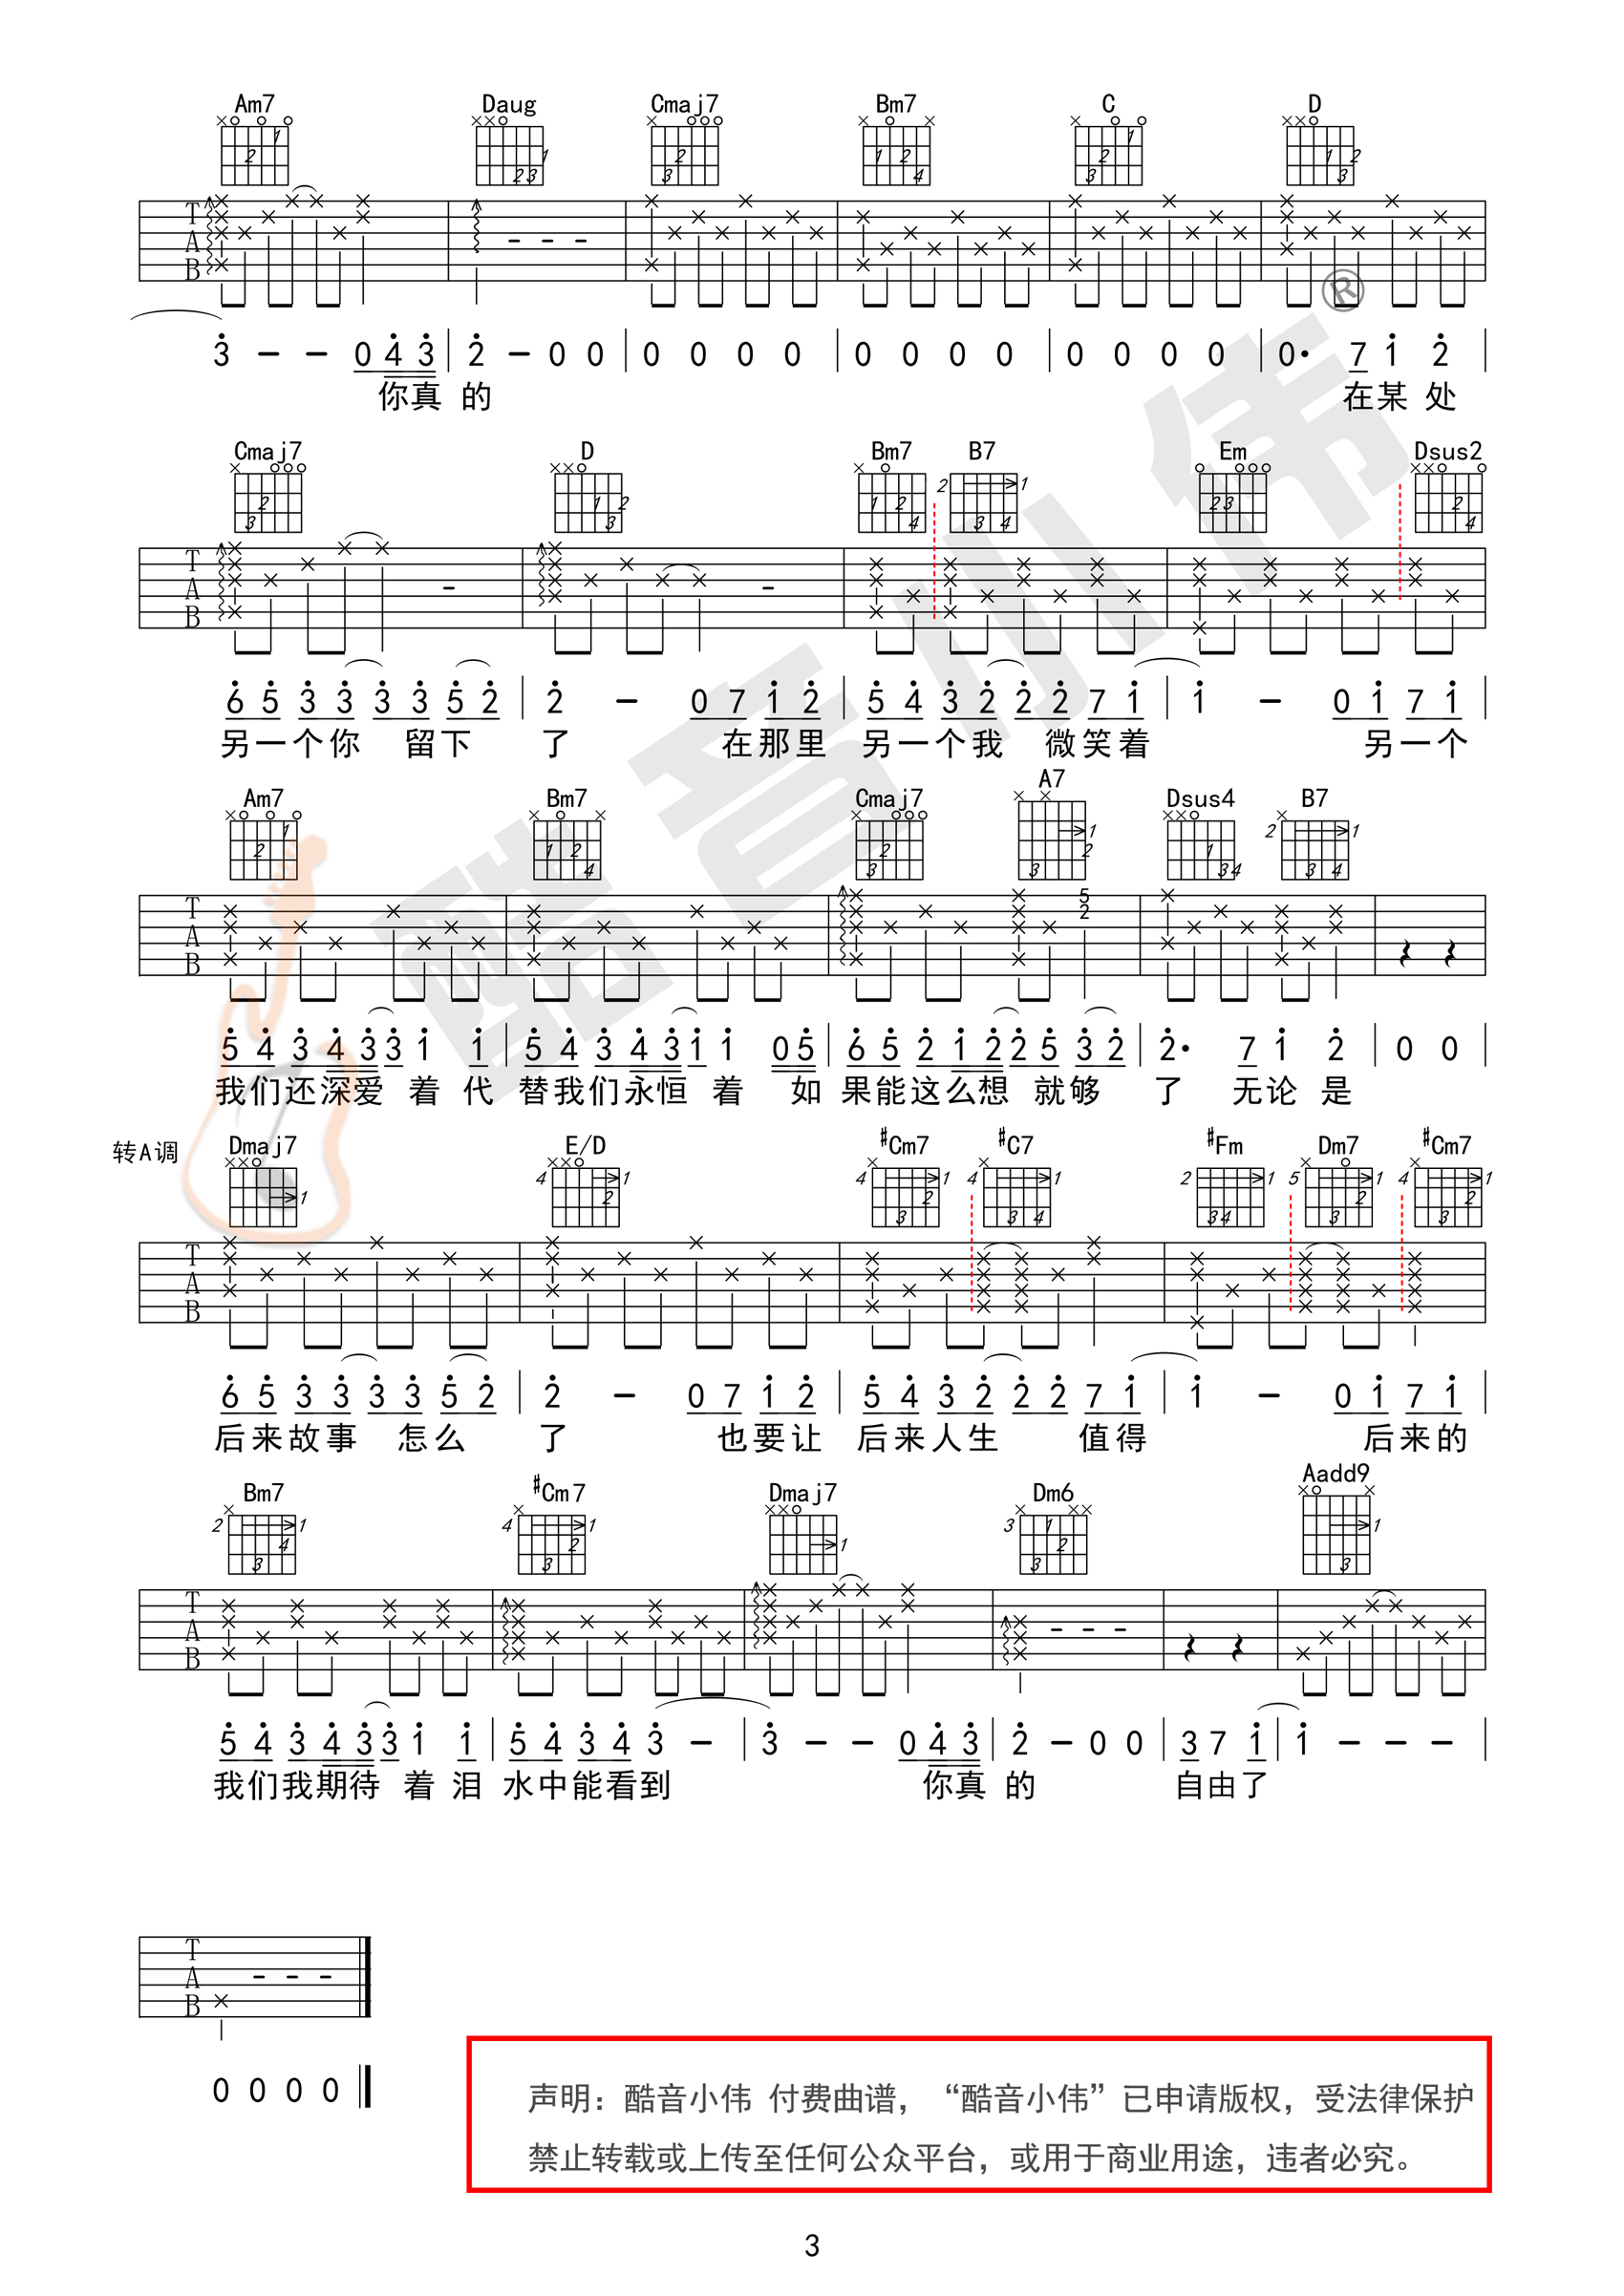 Am7 Daug Cmaj7 Bm7 C D
T
A
B
®
3 - - 0 4 3 | 2 - 0 0 | 0 0 0 0 | 0 0 0 0 | 0 0 0 0 | 0· 7 1 2 |
你真 的 在某 处
Cmaj7 D Bm7 B7 Em Dsus2
T
A
B
6 5 3 3 3 3 5 2 | 2 - 0 7 1 2 | 5 4 3 2 2 2 7 1 | 1 - 0 1 7 1 |
另一个你 留下 了 在那里 另一个我 微笑着 另一个
Am7 Bm7 Cmaj7 A7 Dsus4 B7
T
A
B
5
2
5 4 3 4 3 3 1 1 | 5 4 3 4 3 1 1 0 5 | 6 5 2 1 2 2 5 3 2 | 2· 7 1 2 | 0 0 |
我们还深爱 着 代 替我们永恒 着 如 果能这么想 就够 了 无论 是
转A调 Dmaj7 E/D #Cm7 #C7 #Fm Dm7 #Cm7
T
A
B
6 5 3 3 3 3 5 2 | 2 - 0 7 1 2 | 5 4 3 2 2 2 7 1 | 1 - 0 1 7 1 |
后来故事 怎么 了 也要让 后来人生 值得 后来的
Bm7 #Cm7 Dmaj7 Dm6 Aadd9
T
A
B
5 4 3 4 3 3 1 1 | 5 4 3 4 3 - | 3 - - 0 4 3 | 2 - 0 0 | 3 7 1 | 1 - - - |
我们我期待 着 泪 水中能看到 你真 的 自由了
T
A
B
0 0 0 0
酷音小伟
声明：酷音小伟 付费曲谱，“酷音小伟”已申请版权，受法律保护
禁止转载或上传至任何公众平台，或用于商业用途，违者必究。
3